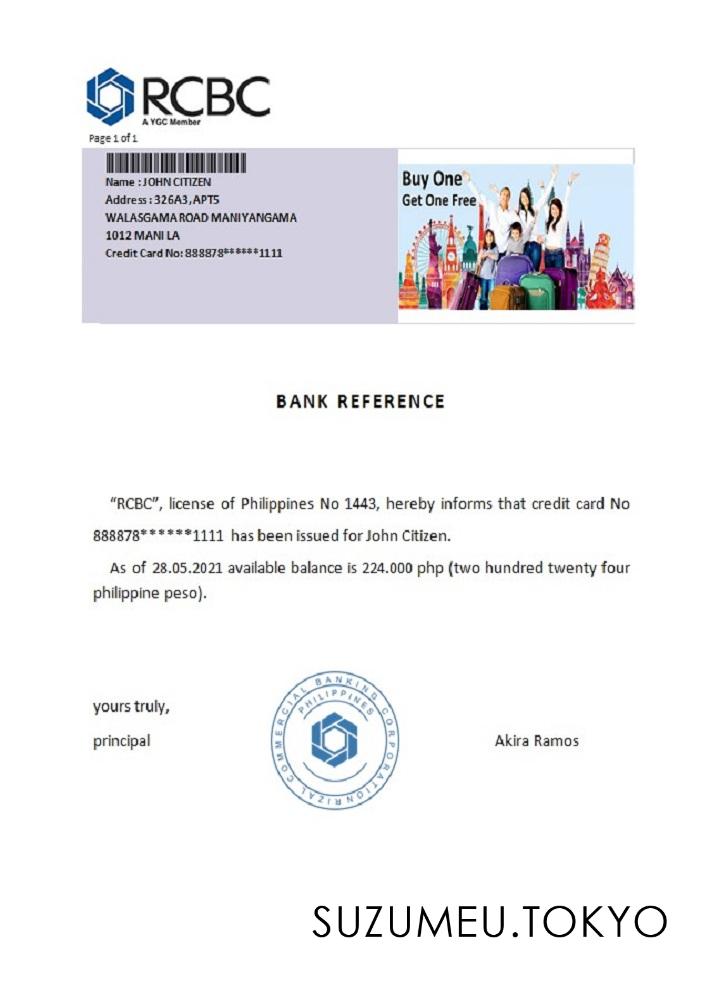 RCBC
A YGC Member
Page 1 of 1
Name : JOHN CITIZEN
Address : 326A3, APT5
WALASGAMA ROAD MANIYANGAMA
1012 MANI LA
Credit Card No: 888878******1111
Buy One
Get One Free
BANK REFERENCE
“RCBC”, license of Philippines No 1443, hereby informs that credit card No
888878******1111 has been issued for John Citizen.
As of 28.05.2021 available balance is 224.000 php (two hundred twenty four
philippine peso).
yours truly,
principal
RIZAL COMMERCIAL BANKING CORPORATION
PHILIPPINES
Akira Ramos
SUZUMEU.TOKYO